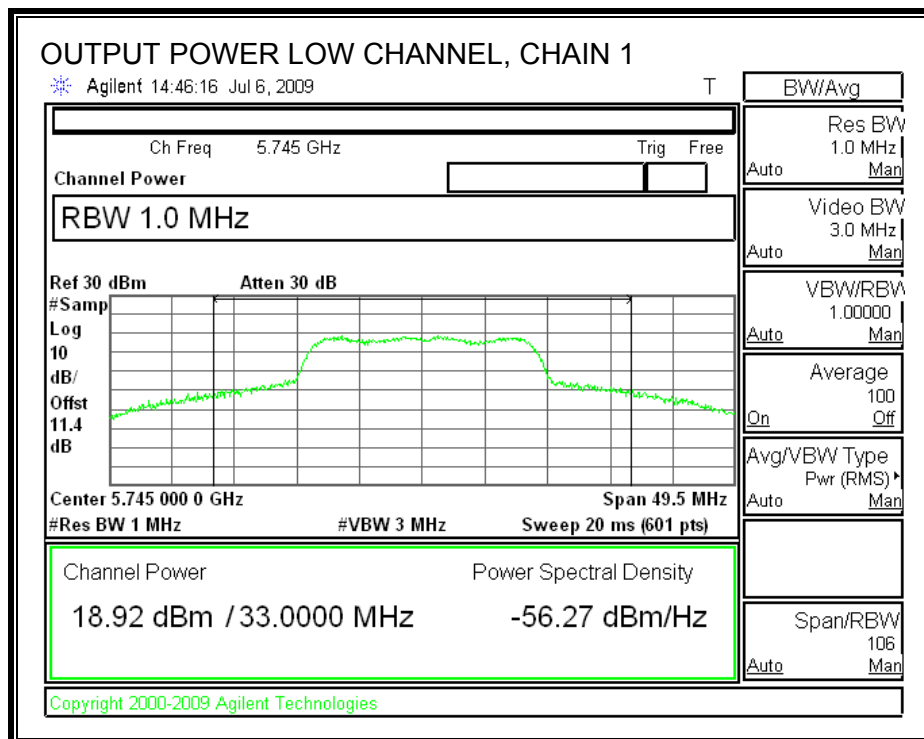 OUTPUT POWER LOW CHANNEL, CHAIN 1
Agilent 14:46:16 Jul 6, 2009 T
Ch Freq 5.745 GHz Trig Free
Channel Power
RBW 1.0 MHz
Ref 30 dBm Atten 30 dB
#Samp
Log
10
dB/
Offst
11.4
dB
Center 5.745 000 0 GHz Span 49.5 MHz
#Res BW 1 MHz #VBW 3 MHz Sweep 20 ms (601 pts)
Channel Power Power Spectral Density
18.92 dBm / 33.0000 MHz -56.27 dBm/Hz
Copyright 2000-2009 Agilent Technologies
BW/Avg
Res BW
1.0 MHz
Auto Man
Video BW
3.0 MHz
Auto Man
VBW/RBW
1.00000
Auto Man
Average
100
On Off
Avg/VBW Type
Pwr (RMS)
Auto Man
Span/RBW
106
Auto Man